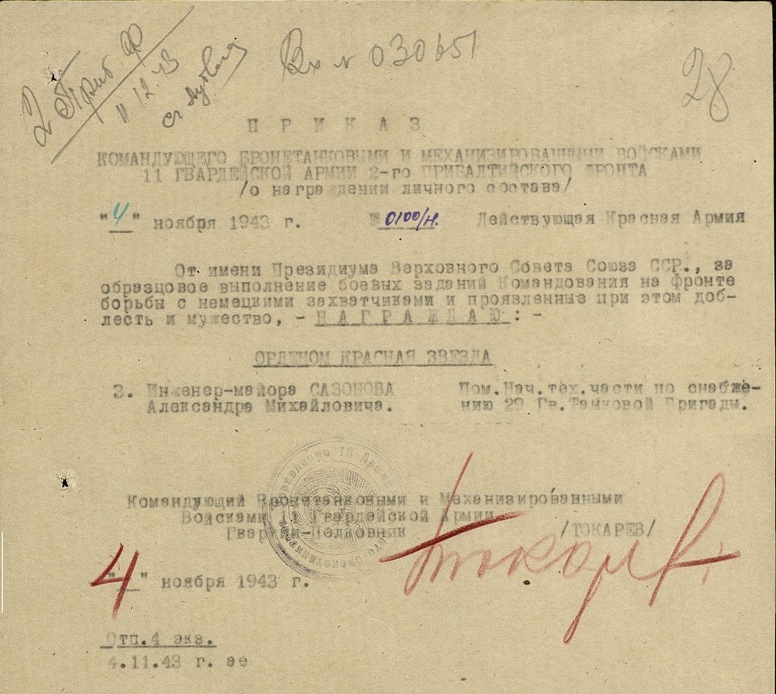 2 Приб Ф
11.12.43
Вх № 030651
28
П Р И К А З
КОМАНДУЮЩЕГО БРОНЕТАНКОВЫМИ И МЕХАНИЗИРОВАННЫМИ ВОЙСКАМИ
11 ГВАРДЕЙСКОЙ АРМИИ 2-го ПРИБАЛТИЙСКОГО ФРОНТА
/о награждении личного состава/
"4" ноября 1943 г. № 0100/н. Действующая Красная Армия
От имени Президиума Верховного Совета Союза ССР., за
образцовое выполнение боевых заданий Командования на фронте
борьбы с немецкими захватчиками и проявленные при этом доб-
лесть и мужество, - Н А Г Р А Ж Д А Ю : -
ОРДЕНОМ КРАСНАЯ ЗВЕЗДА
3. Инженер-майора САЗОНОВА Пом.Нач.тех.части по снабже-
Александра Михайловича. нию 29 Гв.Танковой Бригады.
Командующий Бронетанковыми и Механизированными
Войсками 11 Гвардейской Армии
Гвардии-Полковник /ТОКАРЕВ/
Токарев
"4" ноября 1943 г.
Отп.4 экз.
4.11.43 г. ве